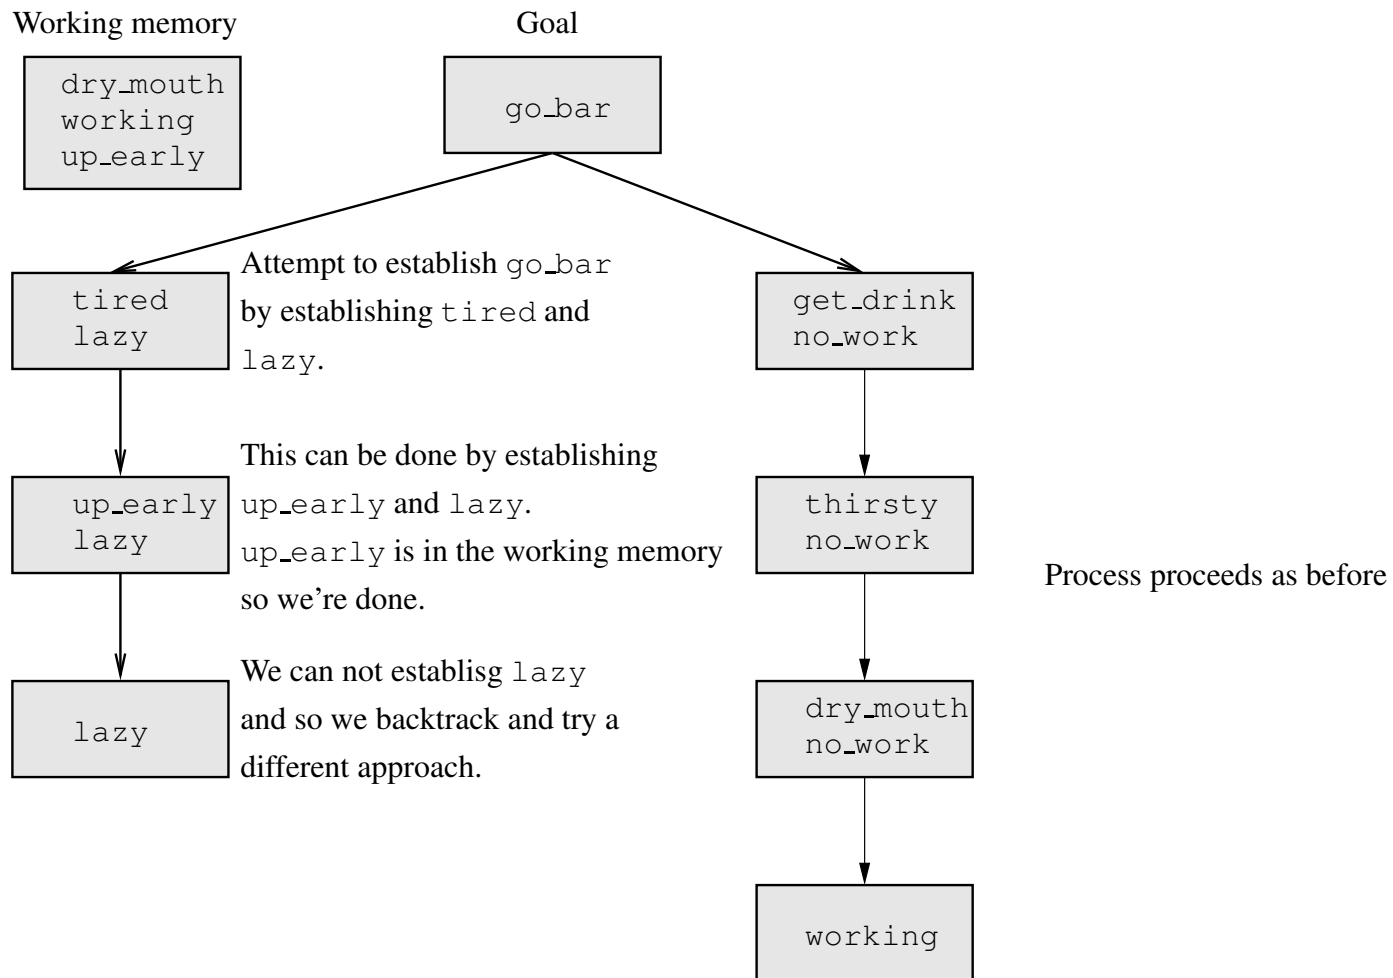 Working memory
Goal
dry_mouth
working
up_early
go_bar
tired
lazy
Attempt to establish go_bar
by establishing tired and
lazy.
get_drink
no_work
up_early
lazy
This can be done by establishing
up_early and lazy.
up_early is in the working memory
so we're done.
thirsty
no_work
Process proceeds as before
lazy
We can not establisg lazy
and so we backtrack and try a
different approach.
dry_mouth
no_work
working